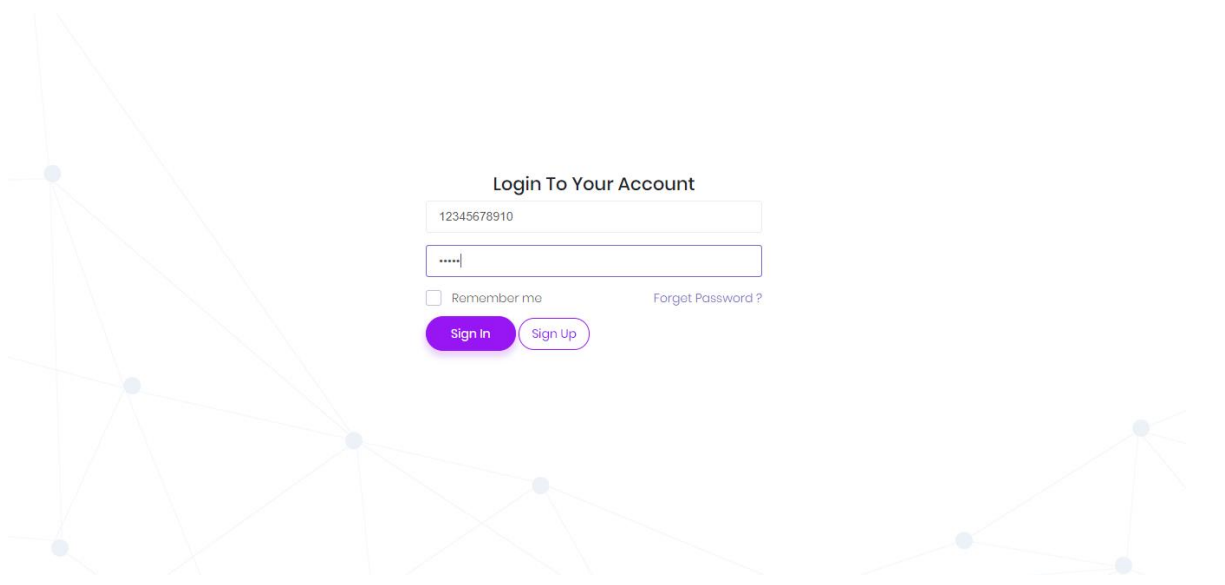 Login To Your Account
12345678910
•••••
Remember me Forget Password ?
Sign In Sign Up